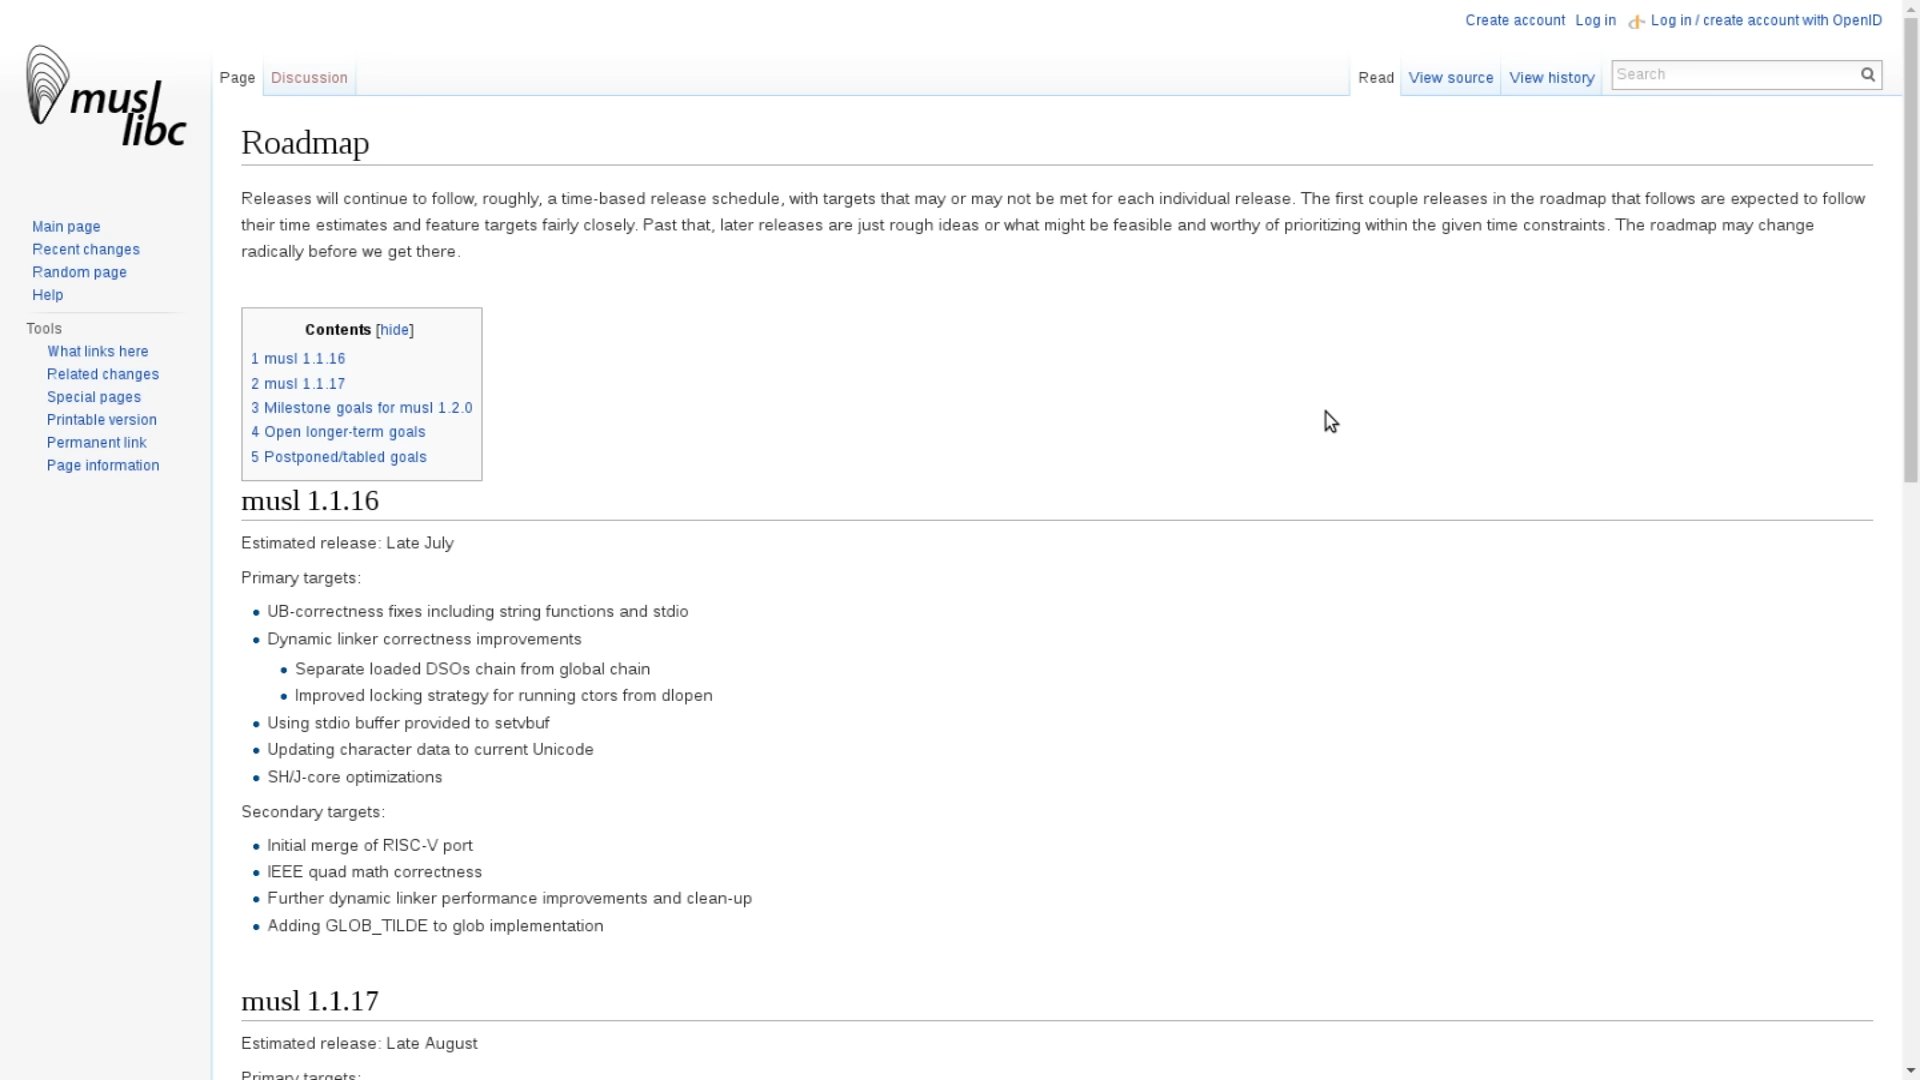 Create account Log in Log in / create account with OpenID
musl
libc
Page Discussion Read View source View history Search
Roadmap
Releases will continue to follow, roughly, a time-based release schedule, with targets that may or may not be met for each individual release. The first couple releases in the roadmap that follows are expected to follow
their time estimates and feature targets fairly closely. Past that, later releases are just rough ideas or what might be feasible and worthy of prioritizing within the given time constraints. The roadmap may change
radically before we get there.
Main page
Recent changes
Random page
Help
Tools
What links here
Related changes
Special pages
Printable version
Permanent link
Page information
Contents [hide]
1 musl 1.1.16
2 musl 1.1.17
3 Milestone goals for musl 1.2.0
4 Open longer-term goals
5 Postponed/tabled goals
musl 1.1.16
Estimated release: Late July
Primary targets:
UB-correctness fixes including string functions and stdio
Dynamic linker correctness improvements
Separate loaded DSOs chain from global chain
Improved locking strategy for running ctors from dlopen
Using stdio buffer provided to setvbuf
Updating character data to current Unicode
SH/J-core optimizations
Secondary targets:
Initial merge of RISC-V port
IEEE quad math correctness
Further dynamic linker performance improvements and clean-up
Adding GLOB_TILDE to glob implementation
musl 1.1.17
Estimated release: Late August
Primary targets: